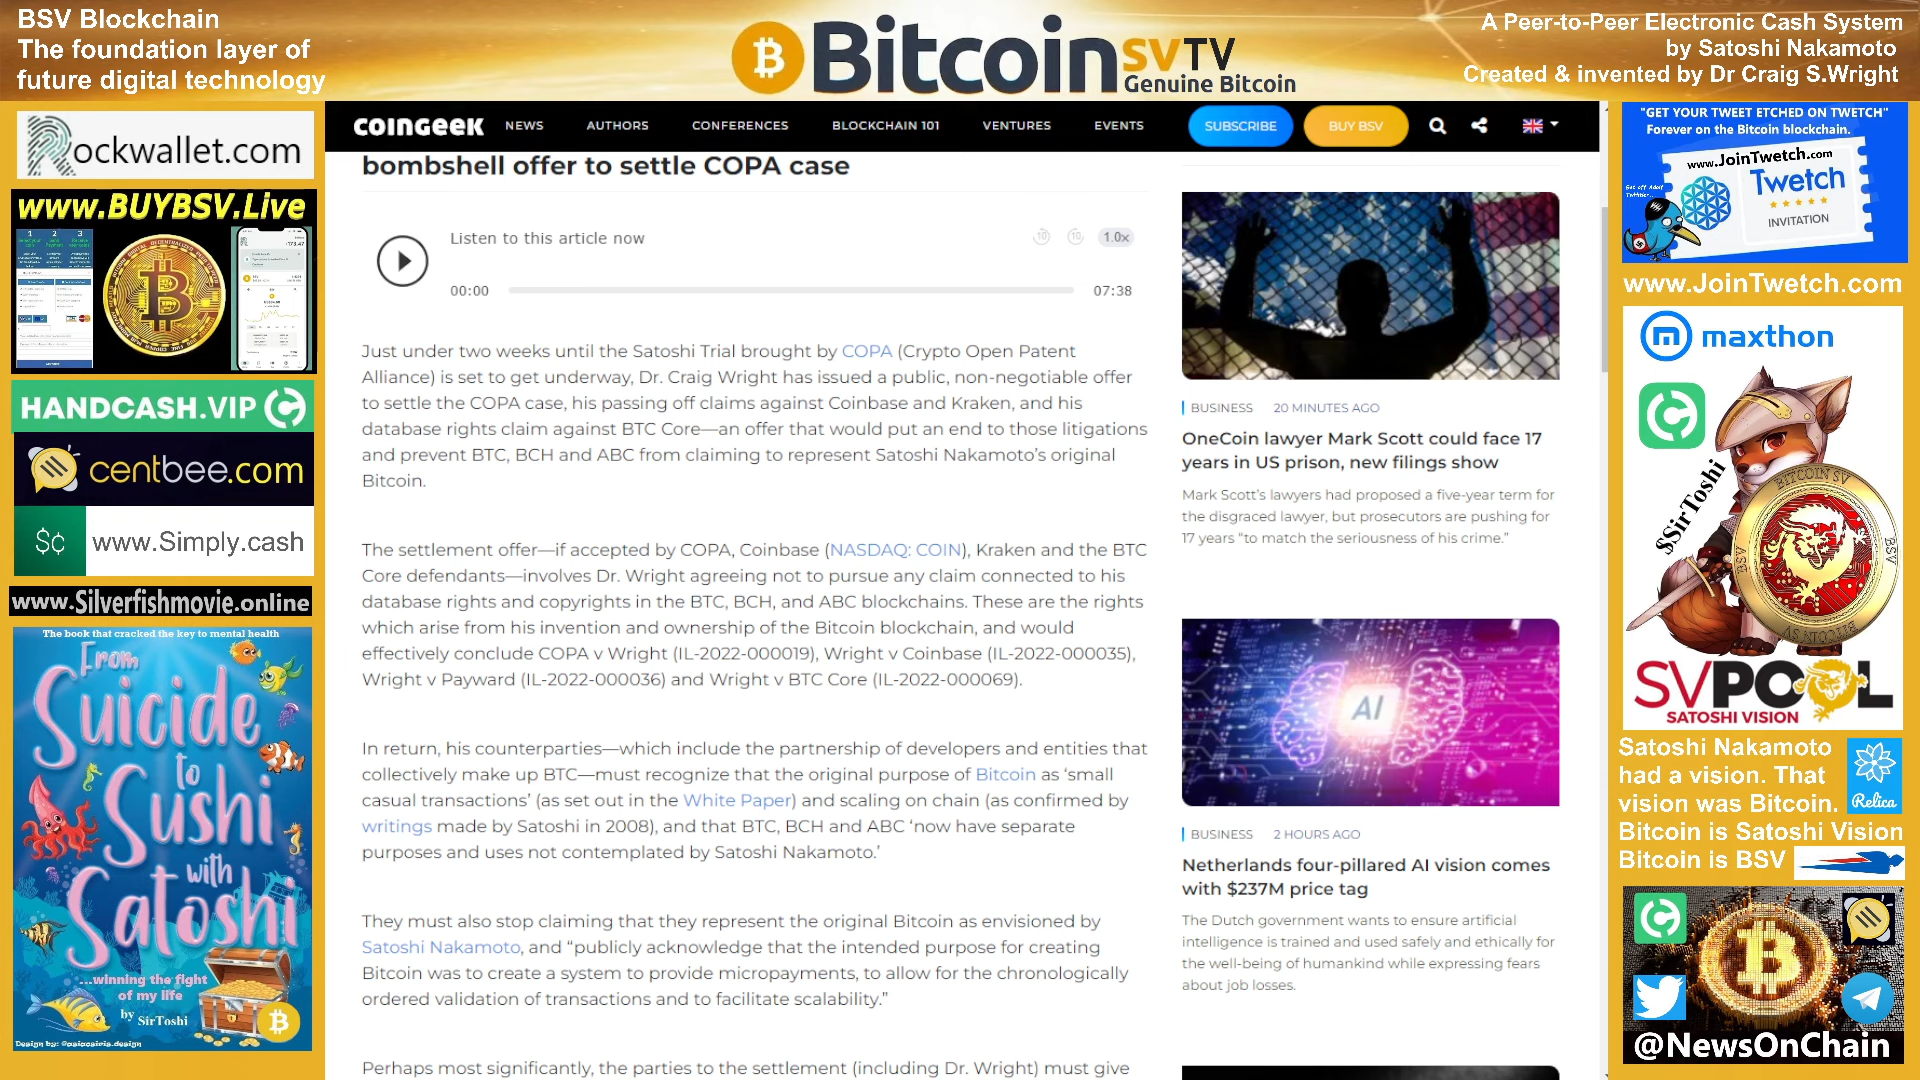 BSV Blockchain
The foundation layer of
future digital technology
Bitcoin SVTV
Genuine Bitcoin
A Peer-to-Peer Electronic Cash System
by Satoshi Nakamoto
Created & invented by Dr Craig S.Wright
Rockwallet.com
www.BUYBSV.Live
1 2 3
HANDCASH.VIP
centbee.com
$¢ www.Simply.cash
www.Silverfishmovie.online
The book that cracked the key to mental health
From
Suicide
to
Sushi
with
Satoshi
...winning the fight
of my life
by SirToshi
COINGEEK NEWS AUTHORS CONFERENCES BLOCKCHAIN 101 VENTURES EVENTS SUBSCRIBE BUY BSV
bombshell offer to settle COPA case
Listen to this article now
10 10 1.0x
00:00 07:38
Just under two weeks until the Satoshi Trial brought by COPA (Crypto Open Patent
Alliance) is set to get underway, Dr. Craig Wright has issued a public, non-negotiable offer
to settle the COPA case, his passing off claims against Coinbase and Kraken, and his
database rights claim against BTC Core—an offer that would put an end to those litigations
and prevent BTC, BCH and ABC from claiming to represent Satoshi Nakamoto's original
Bitcoin.
The settlement offer—if accepted by COPA, Coinbase (NASDAQ: COIN), Kraken and the BTC
Core defendants—involves Dr. Wright agreeing not to pursue any claim connected to his
database rights and copyrights in the BTC, BCH, and ABC blockchains. These are the rights
which arise from his invention and ownership of the Bitcoin blockchain, and would
effectively conclude COPA v Wright (IL-2022-000019), Wright v Coinbase (IL-2022-000035),
Wright v Payward (IL-2022-000036) and Wright v BTC Core (IL-2022-000069).
In return, his counterparties—which include the partnership of developers and entities that
collectively make up BTC—must recognize that the original purpose of Bitcoin as 'small
casual transactions' (as set out in the White Paper) and scaling on chain (as confirmed by
writings made by Satoshi in 2008), and that BTC, BCH and ABC 'now have separate
purposes and uses not contemplated by Satoshi Nakamoto.'
They must also stop claiming that they represent the original Bitcoin as envisioned by
Satoshi Nakamoto, and "publicly acknowledge that the intended purpose for creating
Bitcoin was to create a system to provide micropayments, to allow for the chronologically
ordered validation of transactions and to facilitate scalability."
Perhaps most significantly, the parties to the settlement (including Dr. Wright) must give
BUSINESS 20 MINUTES AGO
OneCoin lawyer Mark Scott could face 17
years in US prison, new filings show
Mark Scott's lawyers had proposed a five-year term for
the disgraced lawyer, but prosecutors are pushing for
17 years "to match the seriousness of his crime."
AI
BUSINESS 2 HOURS AGO
Netherlands four-pillared AI vision comes
with $237M price tag
The Dutch government wants to ensure artificial
intelligence is trained and used safely and ethically for
the well-being of humankind while expressing fears
about job losses.
"GET YOUR TWEET ETCHED ON TWETCH"
Forever on the Bitcoin blockchain.
www.JoinTwetch.com
Twetch
INVITATION
www.JoinTwetch.com
maxthon
$SirToshi
BITCOIN SV
BSV
BSV
BITCOIN SV
SVPOOL
SATOSHI VISION
Satoshi Nakamoto
had a vision. That
vision was Bitcoin.
Relica
Bitcoin is Satoshi Vision
Bitcoin is BSV
@NewsOnChain